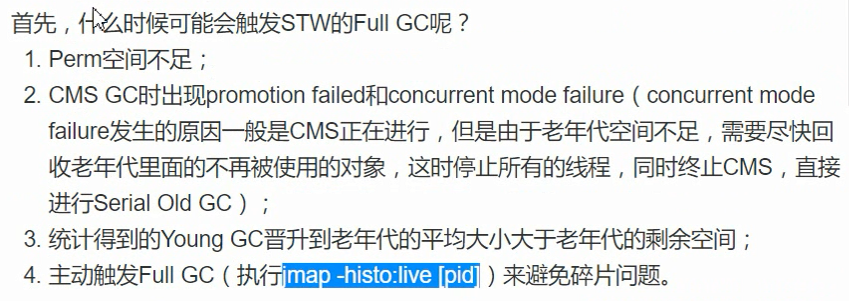 首先，什么时候可能会触发STW的Full GC呢？
1. Perm空间不足；
2. CMS GC时出现promotion failed和concurrent mode failure（concurrent mode
failure发生的原因一般是CMS正在进行，但是由于老年代空间不足，需要尽快回
收老年代里面的不再被使用的对象，这时停止所有的线程，同时终止CMS，直接
进行Serial Old GC）；
3. 统计得到的Young GC晋升到老年代的平均大小大于老年代的剩余空间；
4. 主动触发Full GC（执行jmap -histo:live [pid]）来避免碎片问题。